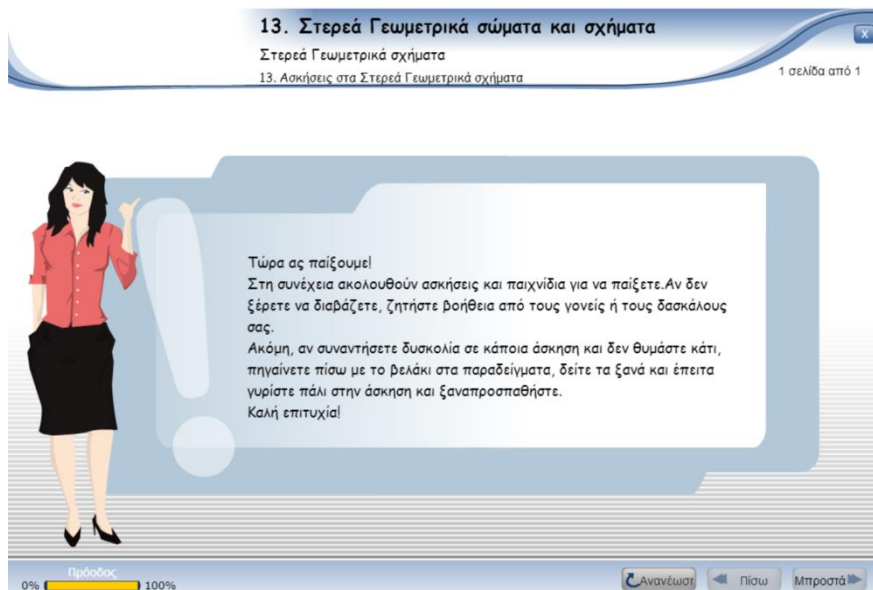 13. Στερεά Γεωμετρικά σώματα και σχήματα
X
Στερεά Γεωμετρικά σχήματα
13. Ασκήσεις στα Στερεά Γεωμετρικά σχήματα
1 σελίδα από 1
Τώρα ας παίξουμε!
Στη συνέχεια ακολουθούν ασκήσεις και παιχνίδια για να παίξετε.Αν δεν
ξέρετε να διαβάζετε, ζητήστε βοήθεια από τους γονείς ή τους δασκάλους
σας.
Ακόμη, αν συναντήσετε δυσκολία σε κάποια άσκηση και δεν θυμάστε κάτι,
πηγαίνετε πίσω με το βελάκι στα παραδείγματα, δείτε τα ξανά και έπειτα
γυρίστε πάλι στην άσκηση και ξαναπροσπαθήστε.
Καλή επιτυχία!
Πρόοδος
0% 100%
Ανανέωσι Πίσω Μπροστά